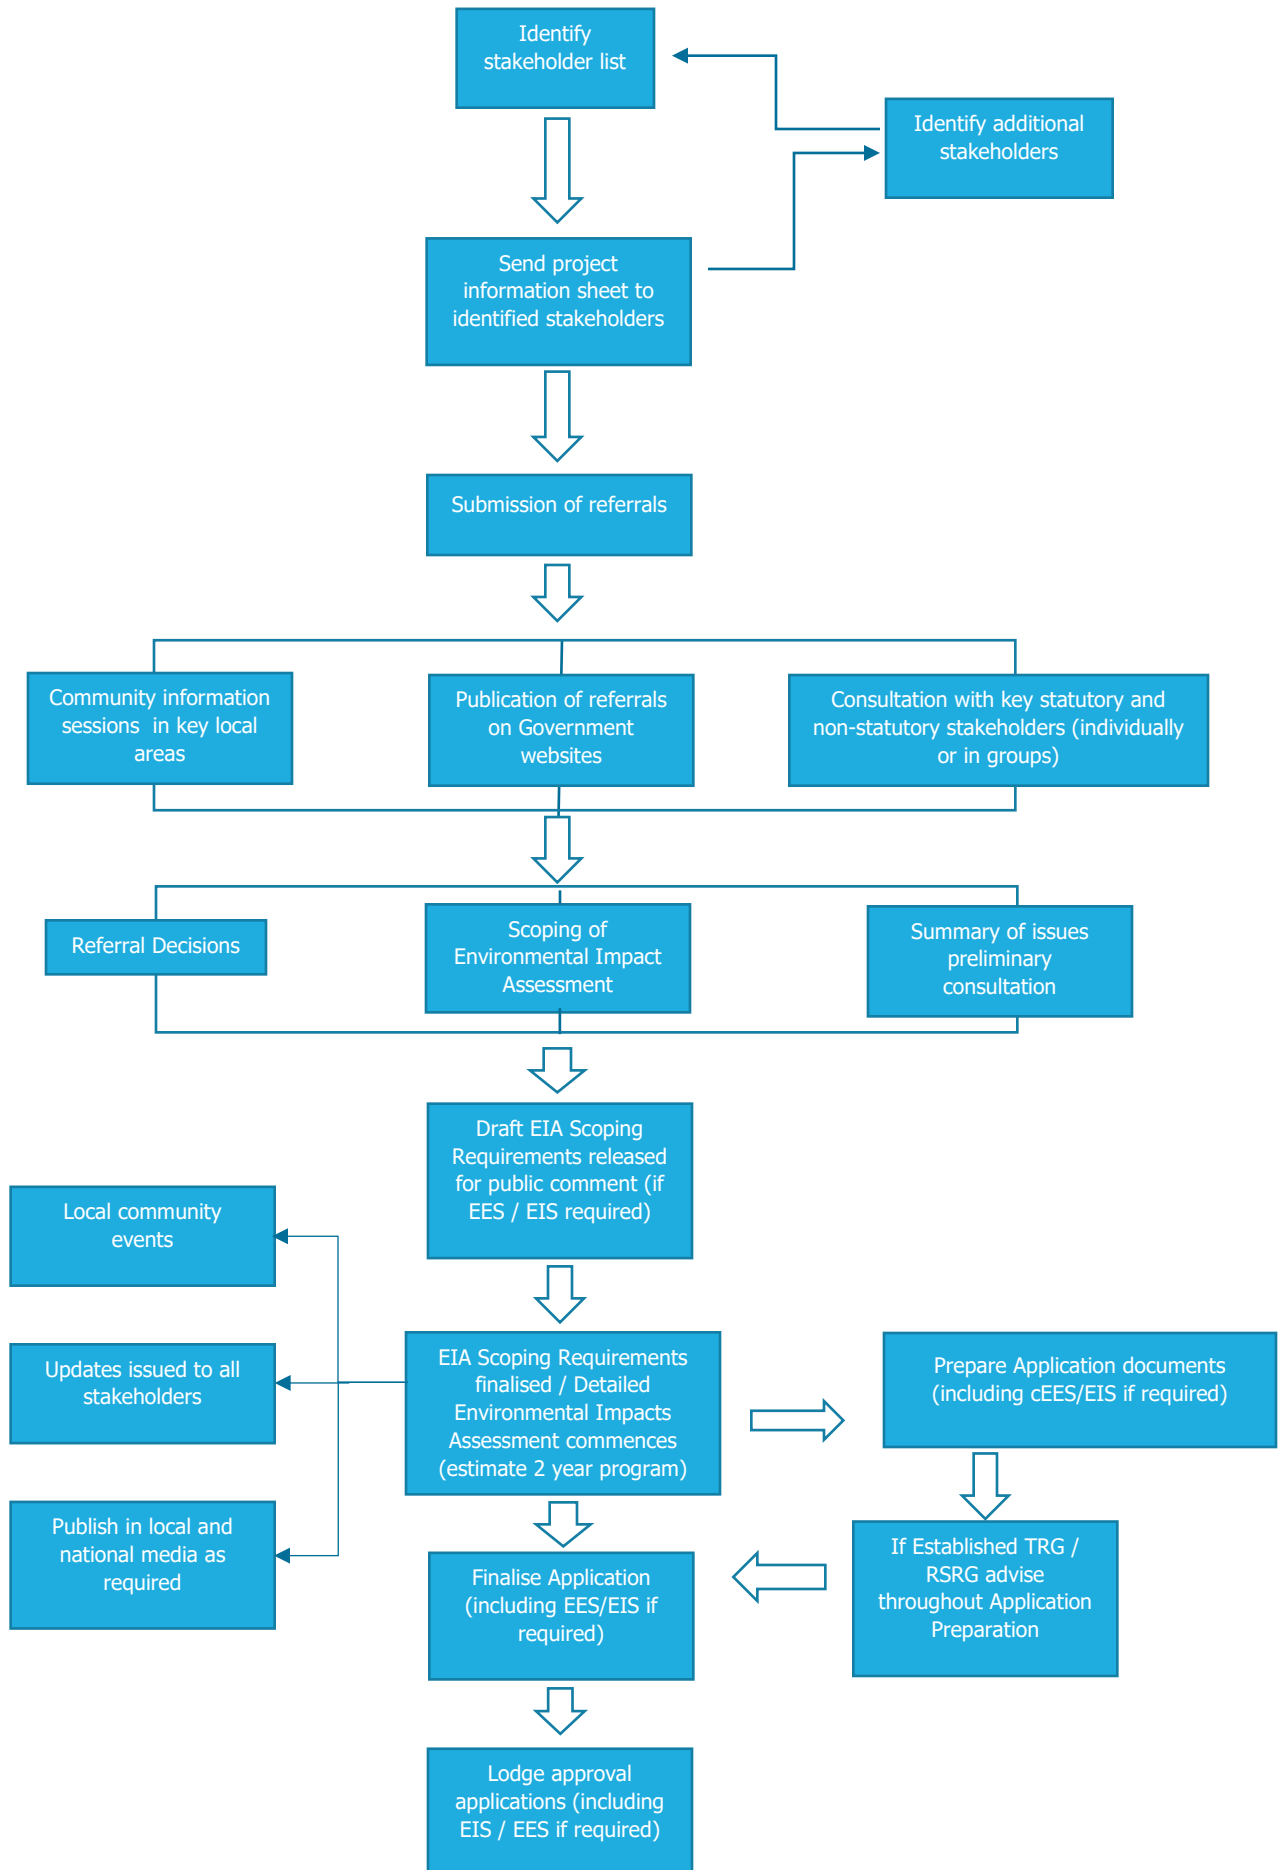 Identify
stakeholder list
Identify additional
stakeholders
Send project
information sheet to
identified stakeholders
Submission of referrals
Community information
sessions  in key local
areas
Publication of referrals
on Government
websites
Consultation with key statutory and
non-statutory stakeholders (individually
or in groups)
Referral Decisions
Scoping of
Environmental Impact
Assessment
Summary of issues
preliminary
consultation
Draft EIA Scoping
Requirements released
for public comment (if
EES / EIS required)
Local community
events
Updates issued to all
stakeholders
Publish in local and
national media as
required
EIA Scoping Requirements
finalised / Detailed
Environmental Impacts
Assessment commences
(estimate 2 year program)
Prepare Application documents
(including cEES/EIS if required)
If Established TRG /
RSRG advise
throughout Application
Preparation
Finalise Application
(including EES/EIS if
required)
Lodge approval
applications (including
EIS / EES if required)